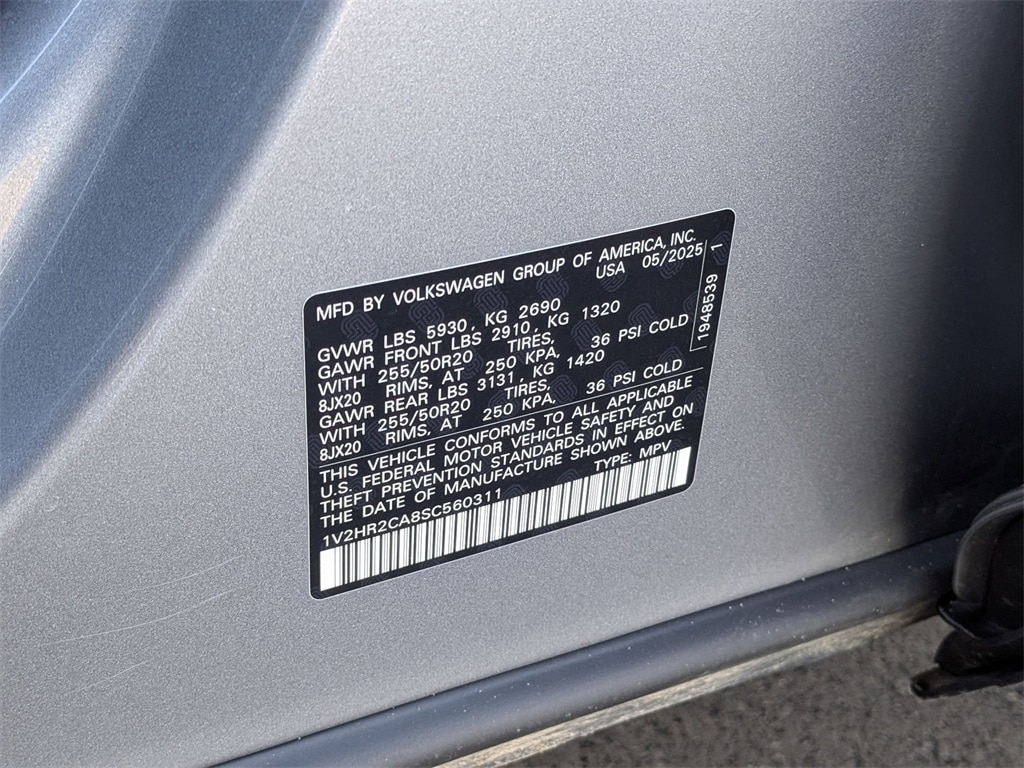 MFD BY VOLKSWAGEN GROUP OF AMERICA, INC.
USA 05/2025
GVWR LBS 5930, KG 2690
GAWR FRONT LBS 2910, KG 1320
WITH 255/50R20 TIRES,
8JX20 RIMS, AT 250 KPA, 36 PSI COLD
GAWR REAR LBS 3131, KG 1420
WITH 255/50R20 TIRES,
8JX20 RIMS, AT 250 KPA, 36 PSI COLD
THIS VEHICLE CONFORMS TO ALL APPLICABLE
U.S. FEDERAL MOTOR VEHICLE SAFETY AND
THEFT PREVENTION STANDARDS IN EFFECT ON
THE DATE OF MANUFACTURE SHOWN ABOVE.
1V2HR2CA8SC560311 TYPE: MPV
1948539 1